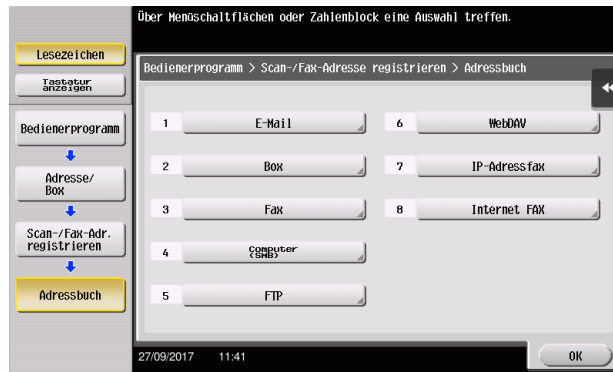 Über Menüschaltflächen oder Zahlenblock eine Auswahl treffen.
Lesezeichen
Tastatur
anzeigen
Bedienerprogramm
Adresse/
Box
Scan-/Fax-Adr.
registrieren
Adressbuch
Bedienerprogramm > Scan-/Fax-Adresse registrieren > Adressbuch
1 E-Mail
2 Box
3 Fax
4 Computer
(SMB)
5 FTP
6 WebDAV
7 IP-Adressfax
8 Internet FAX
27/09/2017 11:41
OK